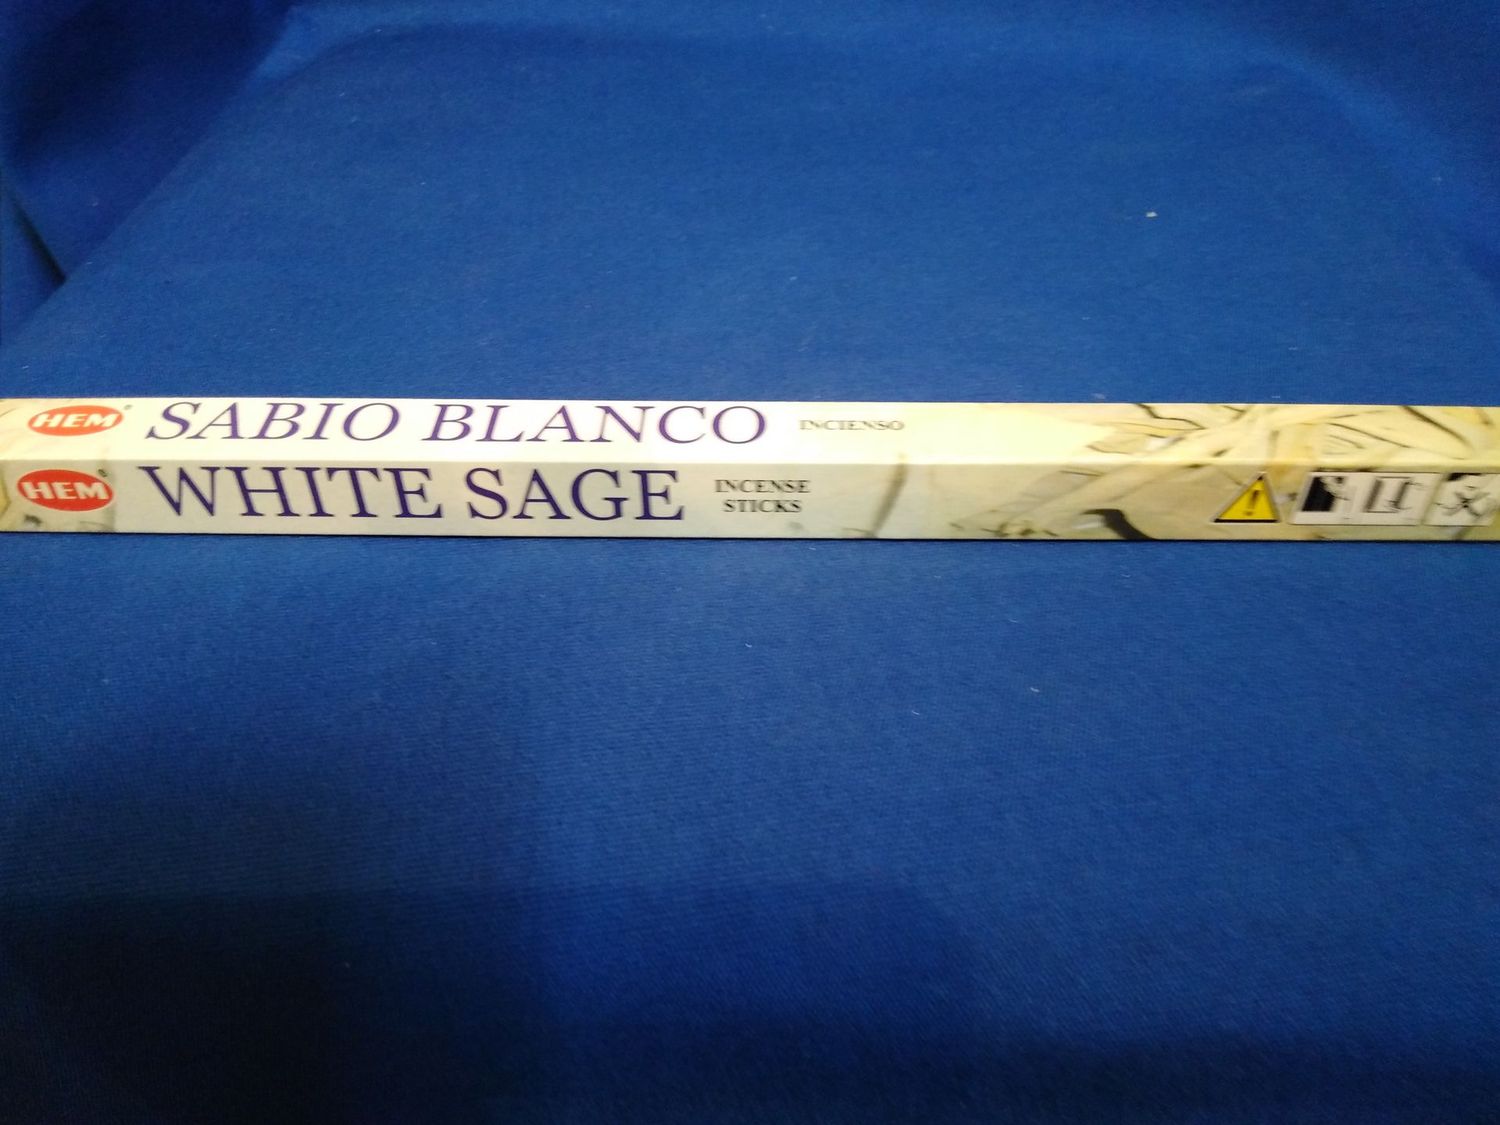 HEM® SABIO BLANCO INCIENSO
HEM® WHITE SAGE INCENSE
STICKS